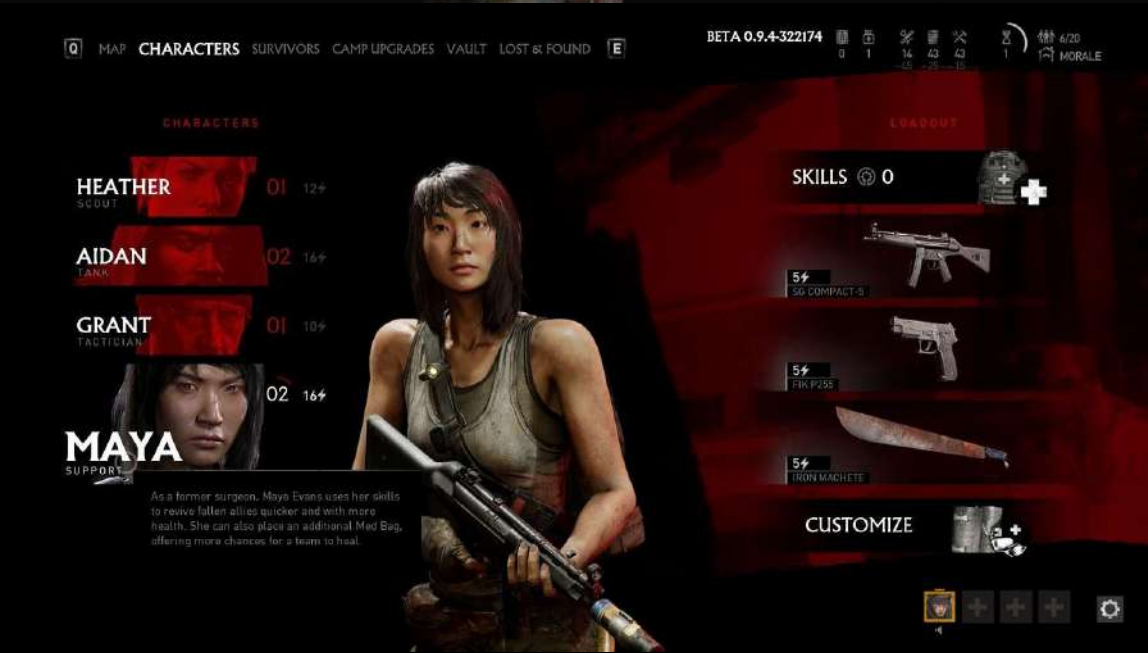 Q MAP CHARACTERS SURVIVORS CAMP UPGRADES VAULT LOST & FOUND E
BETA 0.9.4-322174
0 1 14 43 43 1
6/20
MORALE
CHARACTERS
HEATHER 01 12
SCOUT
AIDAN 02 16
TANK
GRANT 01 10
TACTICIAN
02 16
MAYA
SUPPORT
As a former surgeon, Maya Evans uses her skills
to revive fallen allies quicker and with more
health. She can also place an additional Med Bag,
offering more chances for a team to heal.
LOADOUT
SKILLS 0
5
SG COMPACT-5
5
FIK P255
5
IRON MACHETE
CUSTOMIZE